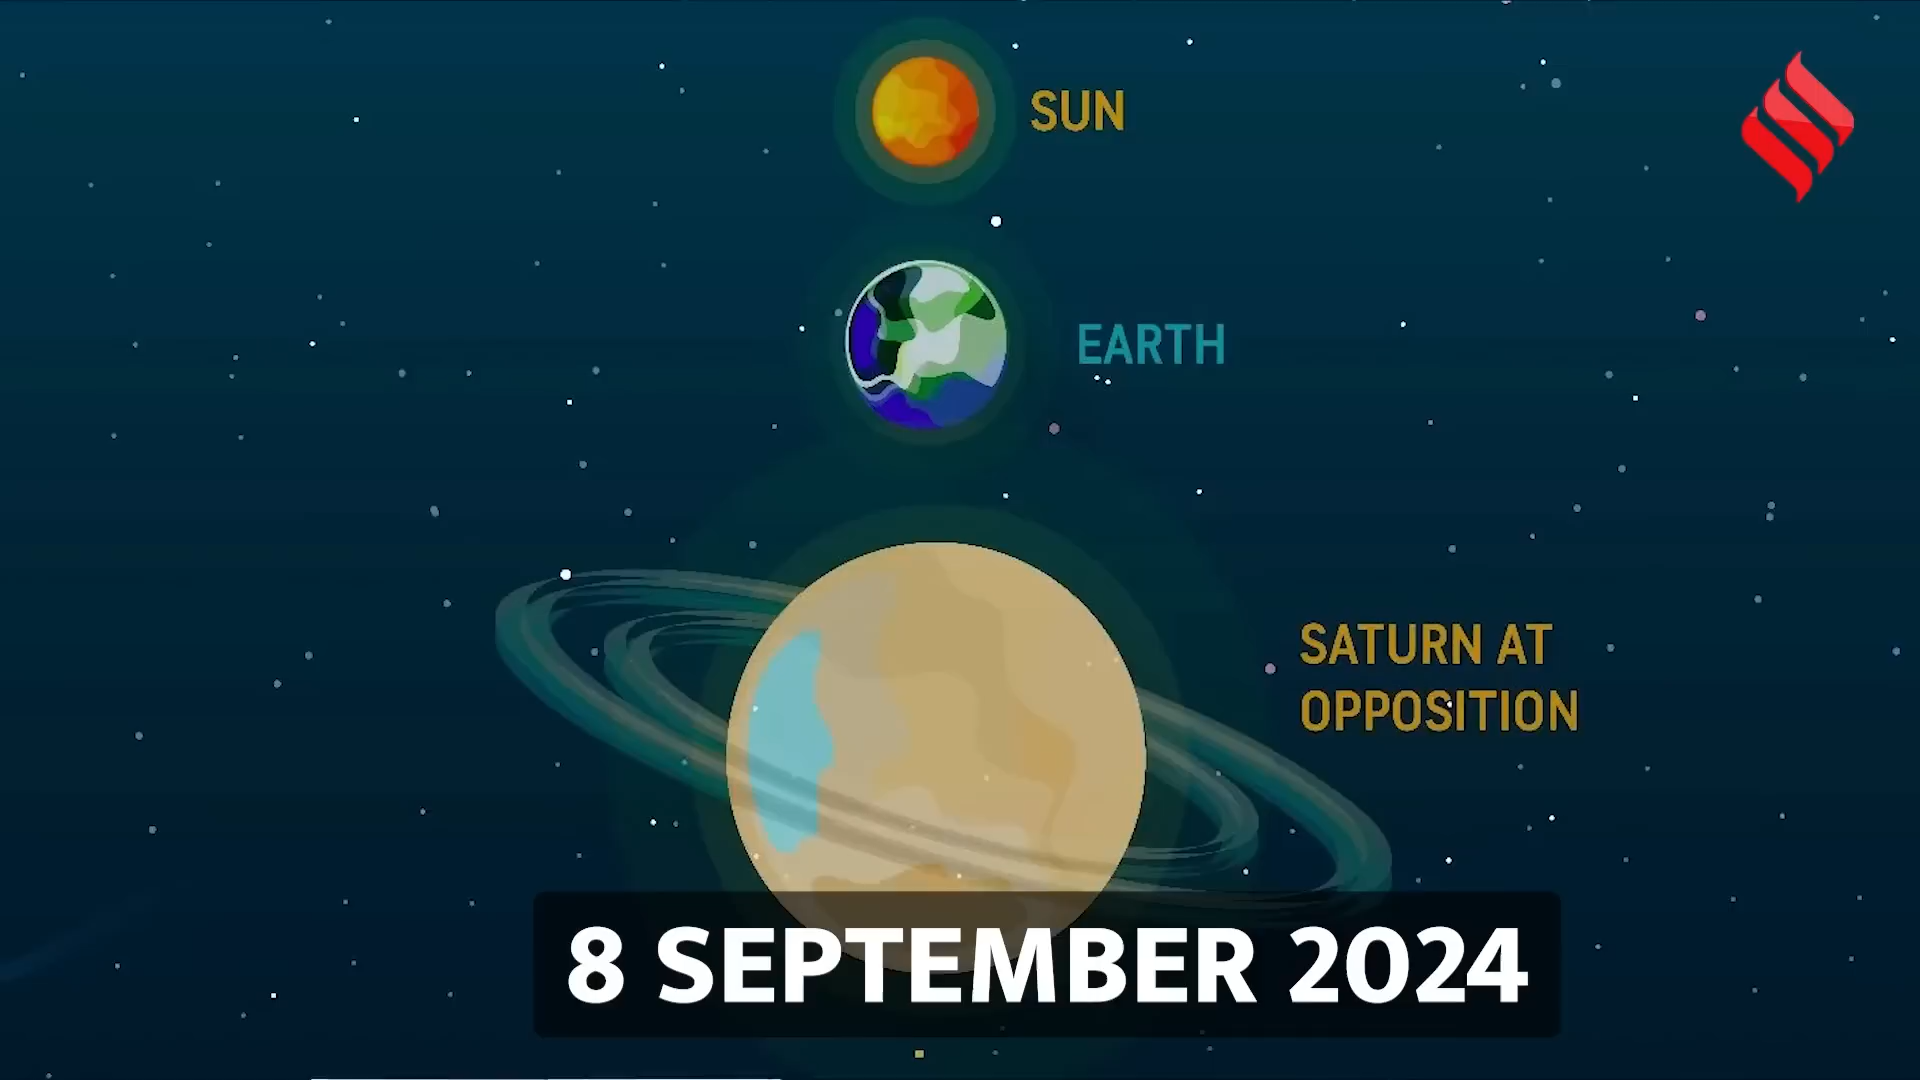 SUN
EARTH
SATURN AT
OPPOSITION
8 SEPTEMBER 2024